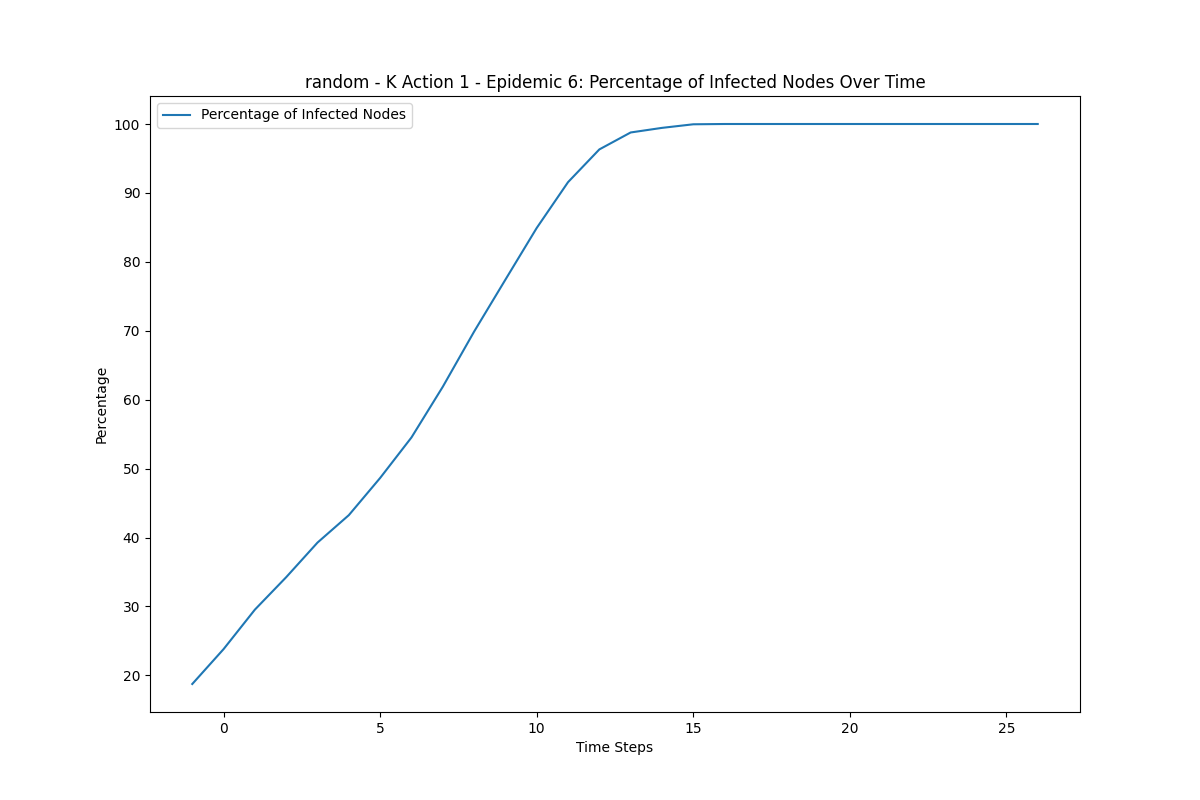 random - K Action 1 - Epidemic 6: Percentage of Infected Nodes Over Time
Percentage of Infected Nodes
100
90
80
70
60
50
40
30
20
Percentage
0 5 10 15 20 25
Time Steps